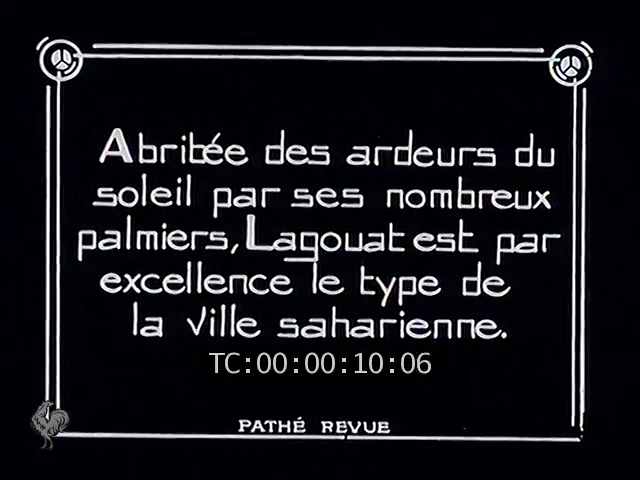 Abritée des ardeurs du
soleil par ses nombreux
palmiers, Lagouat est par
excellence le type de
la ville saharienne.
TC:00:00:10:06
PATHÉ REVUE